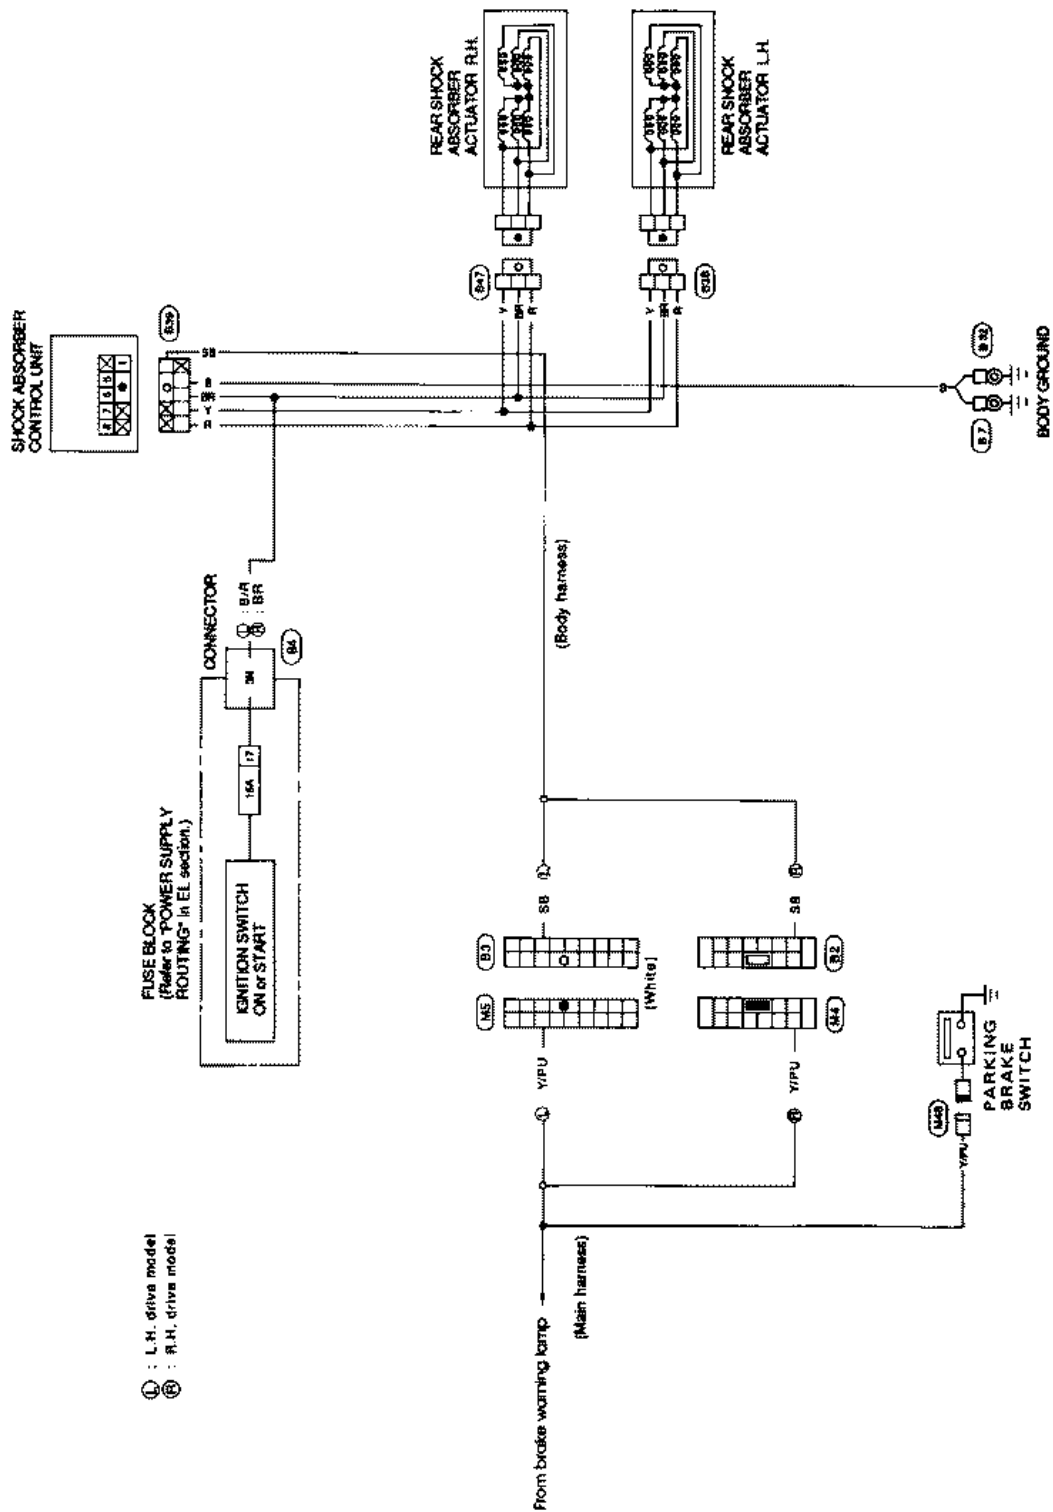 SHOCK ABSORBER
CONTROL UNIT
B39
SB
B
BR
Y
R
REAR SHOCK
ABSORBER
ACTUATOR R.H.
B47
Y
BR
R
REAR SHOCK
ABSORBER
ACTUATOR L.H.
Y
BR
R
BODY GROUND
B7
FUSE BLOCK
(Refer to "POWER SUPPLY
ROUTING" in EL section.)
IGNITION SWITCH
ON or START
15A
17
CONNECTOR
L : B/R
R : BR
(Body harness)
L
SB
B3
M5
(White)
Y/PU
L
R
SB
B2
M4
Y/PU
R
PARKING
BRAKE
SWITCH
M48
Y/PU
(Main harness)
From brake warning lamp
L : L.H. drive model
R : R.H. drive model